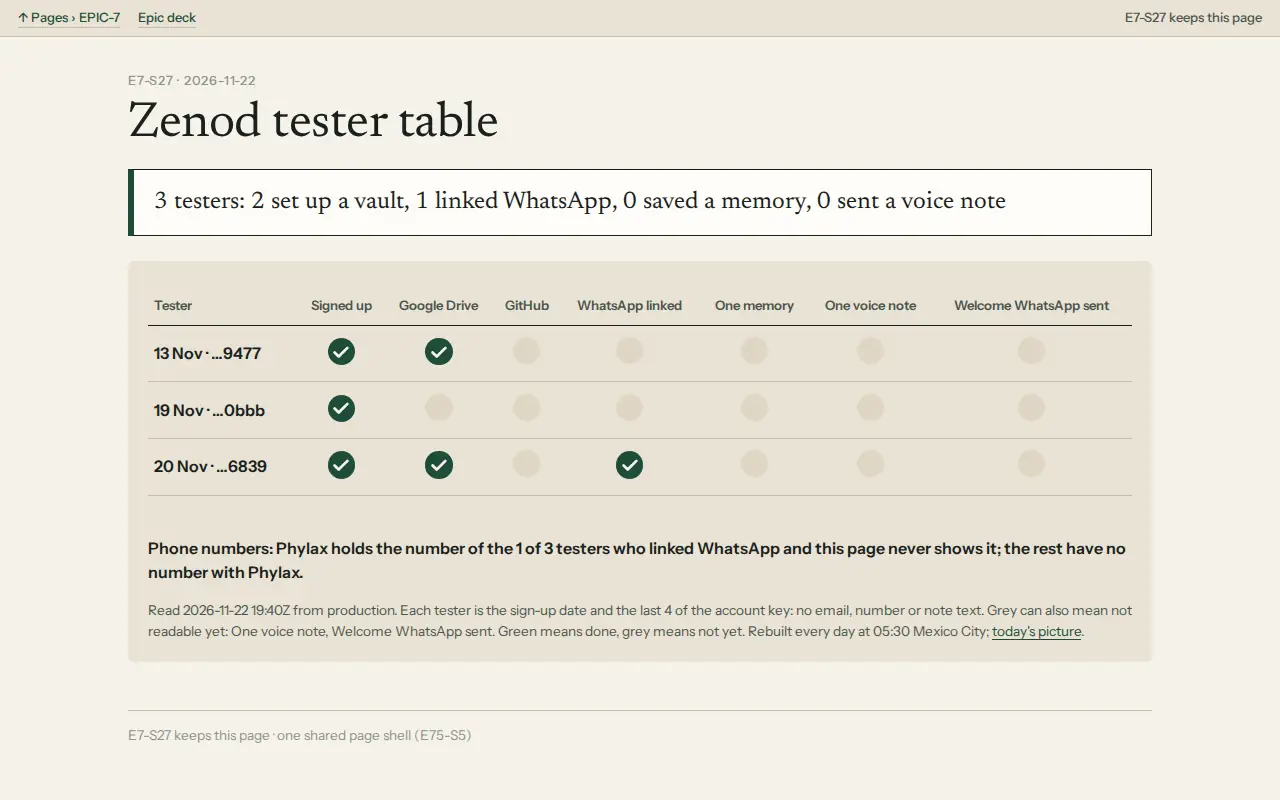 ↑ Pages › EPIC-7 Epic deck E7-S27 keeps this page
E7-S27 · 2026-11-22
Zenod tester table
3 testers: 2 set up a vault, 1 linked WhatsApp, 0 saved a memory, 0 sent a voice note
Tester Signed up Google Drive GitHub WhatsApp linked One memory One voice note Welcome WhatsApp sent
13 Nov · …9477
19 Nov · …0bbb
20 Nov · …6839
Phone numbers: Phylax holds the number of the 1 of 3 testers who linked WhatsApp and this page never shows it; the rest have no
number with Phylax.
Read 2026-11-22 19:40Z from production. Each tester is the sign-up date and the last 4 of the account key: no email, number or note text. Grey can also mean not
readable yet: One voice note, Welcome WhatsApp sent. Green means done, grey means not yet. Rebuilt every day at 05:30 Mexico City; today's picture.
E7-S27 keeps this page · one shared page shell (E75-S5)